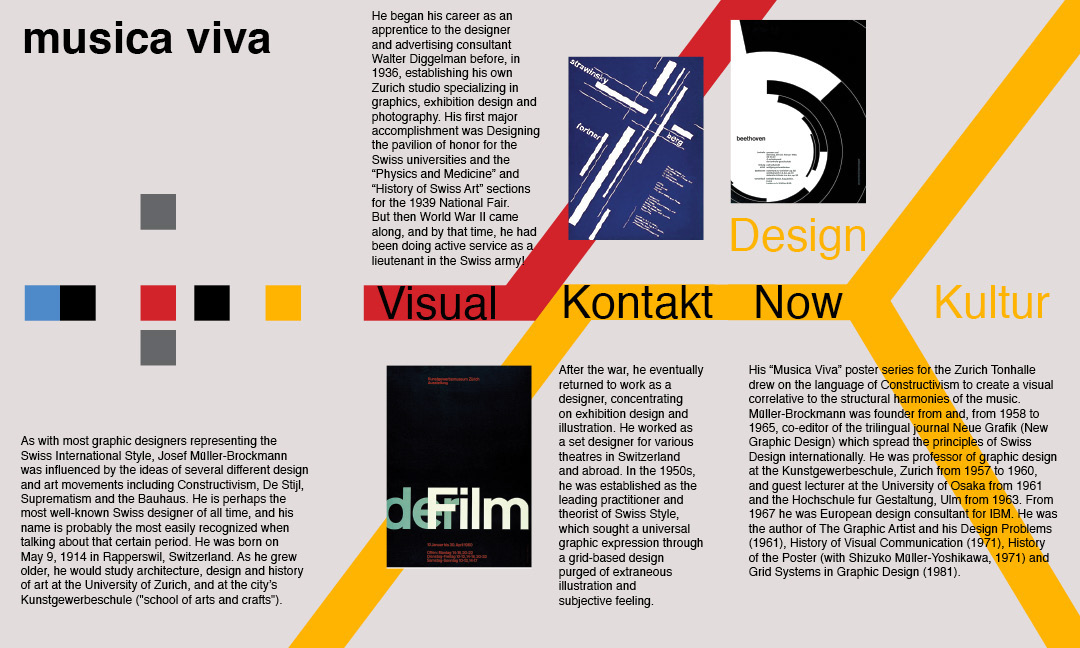 musica viva
He began his career as an
apprentice to the designer
and advertising consultant
Walter Diggelman before, in
1936, establishing his own
Zurich studio specializing in
graphics, exhibition design and
photography. His first major
accomplishment was Designing
the pavilion of honor for the
Swiss universities and the
“Physics and Medicine” and
“History of Swiss Art” sections
for the 1939 National Fair.
But then World War II came
along, and by that time, he had
been doing active service as a
lieutenant in the Swiss army!
strawinsky
fortner
berg
beethoven
Design
Visual Kontakt Now Kultur
der Film
As with most graphic designers representing the
Swiss International Style, Josef Müller-Brockmann
was influenced by the ideas of several different design
and art movements including Constructivism, De Stijl,
Suprematism and the Bauhaus. He is perhaps the
most well-known Swiss designer of all time, and his
name is probably the most easily recognized when
talking about that certain period. He was born on
May 9, 1914 in Rapperswil, Switzerland. As he grew
older, he would study architecture, design and history
of art at the University of Zurich, and at the city’s
Kunstgewerbeschule ("school of arts and crafts”).
After the war, he eventually
returned to work as a
designer, concentrating
on exhibition design and
illustration. He worked as
a set designer for various
theatres in Switzerland
and abroad. In the 1950s,
he was established as the
leading practitioner and
theorist of Swiss Style,
which sought a universal
graphic expression through
a grid-based design
purged of extraneous
illustration and
subjective feeling.
His “Musica Viva” poster series for the Zurich Tonhalle
drew on the language of Constructivism to create a visual
correlative to the structural harmonies of the music.
Müller-Brockmann was founder from and, from 1958 to
1965, co-editor of the trilingual journal Neue Grafik (New
Graphic Design) which spread the principles of Swiss
Design internationally. He was professor of graphic design
at the Kunstgewerbeschule, Zurich from 1957 to 1960,
and guest lecturer at the University of Osaka from 1961
and the Hochschule fur Gestaltung, Ulm from 1963. From
1967 he was European design consultant for IBM. He was
the author of The Graphic Artist and his Design Problems
(1961), History of Visual Communication (1971), History
of the Poster (with Shizuko Müller-Yoshikawa, 1971) and
Grid Systems in Graphic Design (1981).